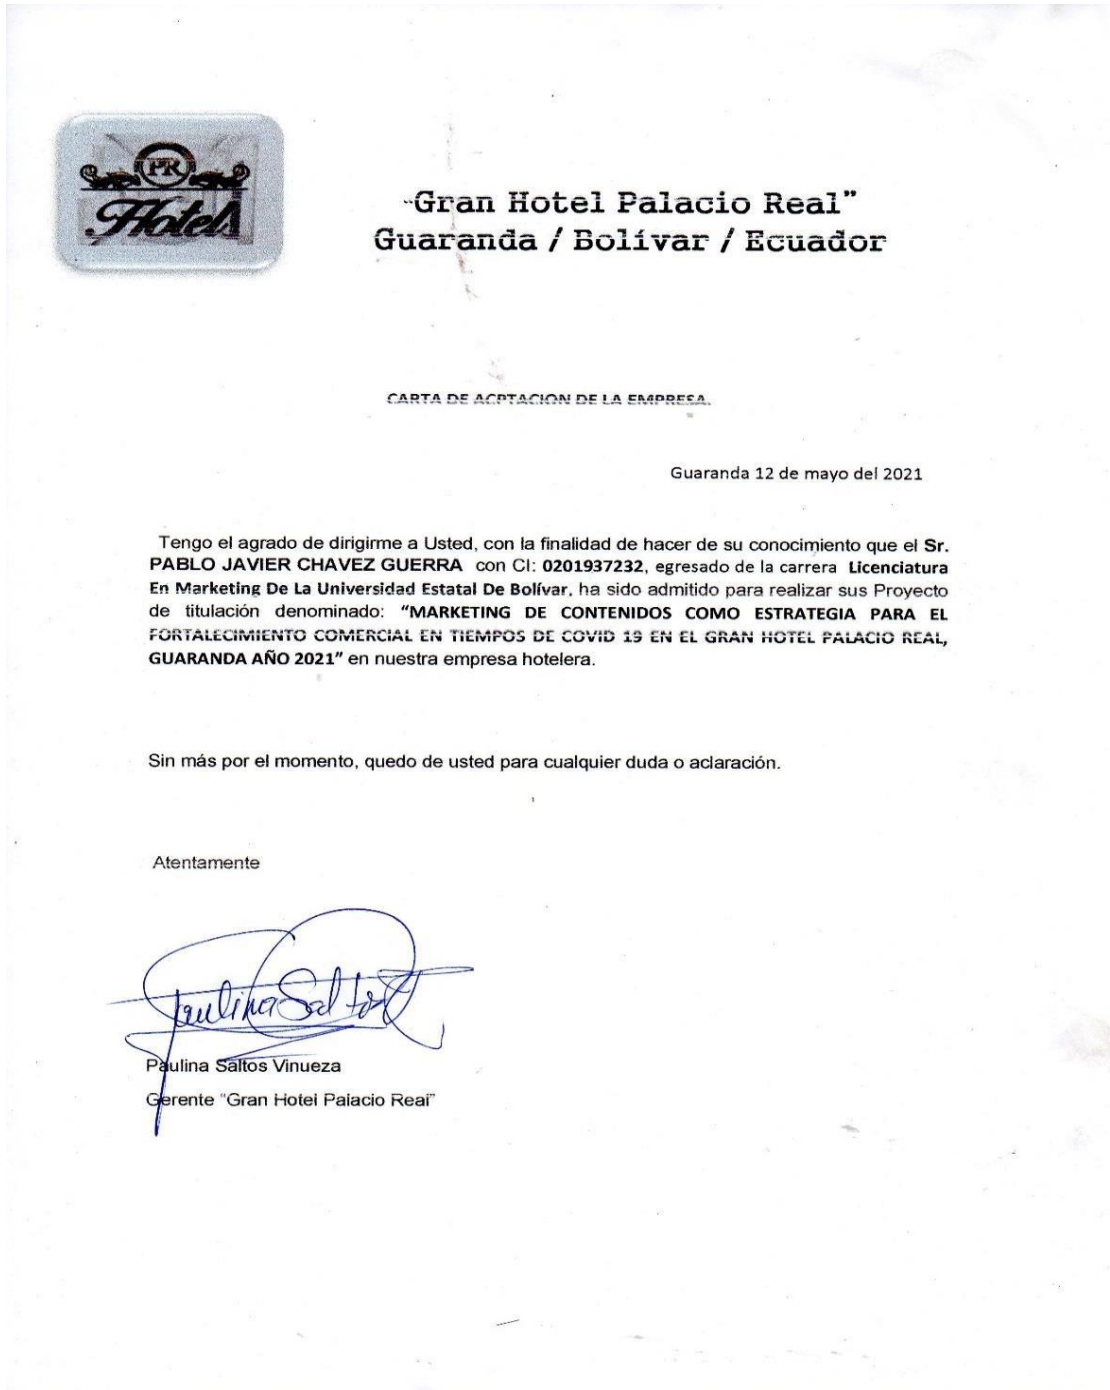 PR
Hotel
“Gran Hotel Palacio Real”
Guaranda / Bolívar / Ecuador
CARTA DE ACPTACION DE LA EMPRESA.
Guaranda 12 de mayo del 2021
Tengo el agrado de dirigirme a Usted, con la finalidad de hacer de su conocimiento que el Sr.
PABLO JAVIER CHAVEZ GUERRA con CI: 0201937232, egresado de la carrera Licenciatura
En Marketing De La Universidad Estatal De Bolívar, ha sido admitido para realizar sus Proyecto
de titulación denominado: “MARKETING DE CONTENIDOS COMO ESTRATEGIA PARA EL
FORTALECIMIENTO COMERCIAL EN TIEMPOS DE COVID 19 EN EL GRAN HOTEL PALACIO REAL,
GUARANDA AÑO 2021” en nuestra empresa hotelera.
Sin más por el momento, quedo de usted para cualquier duda o aclaración.
Atentamente
Paulina Saltos
Paulina Saltos Vinueza
Gerente “Gran Hotel Palacio Real”